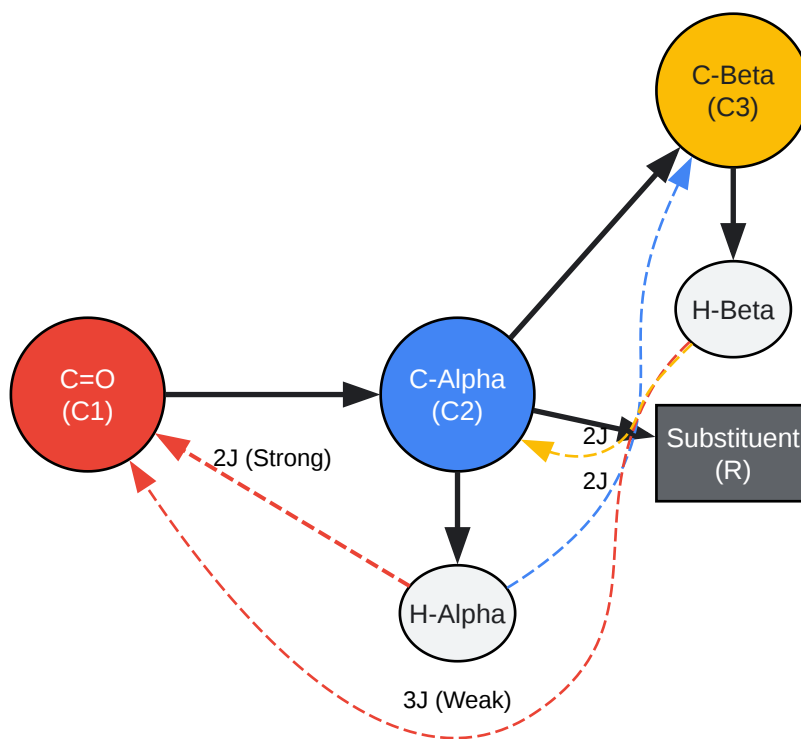 C-Beta
(C3)
H-Beta
C=O
(C1)
C-Alpha
(C2)
Substituent
(R)
2J
2J (Strong)
2J
H-Alpha
3J (Weak)